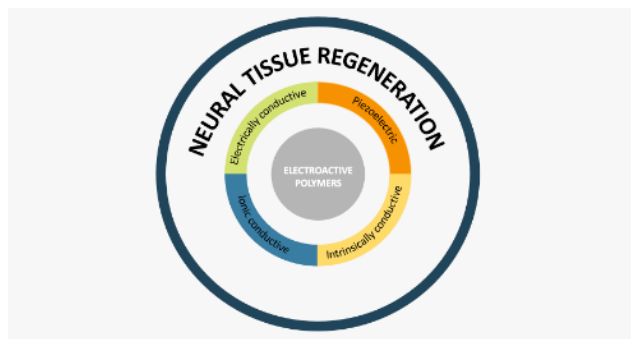 NEURAL TISSUE REGENERATION
Electrically conductive
Piezoelectric
ELECTROACTIVE
POLYMERS
ionic conductive
Intrinsically conductive